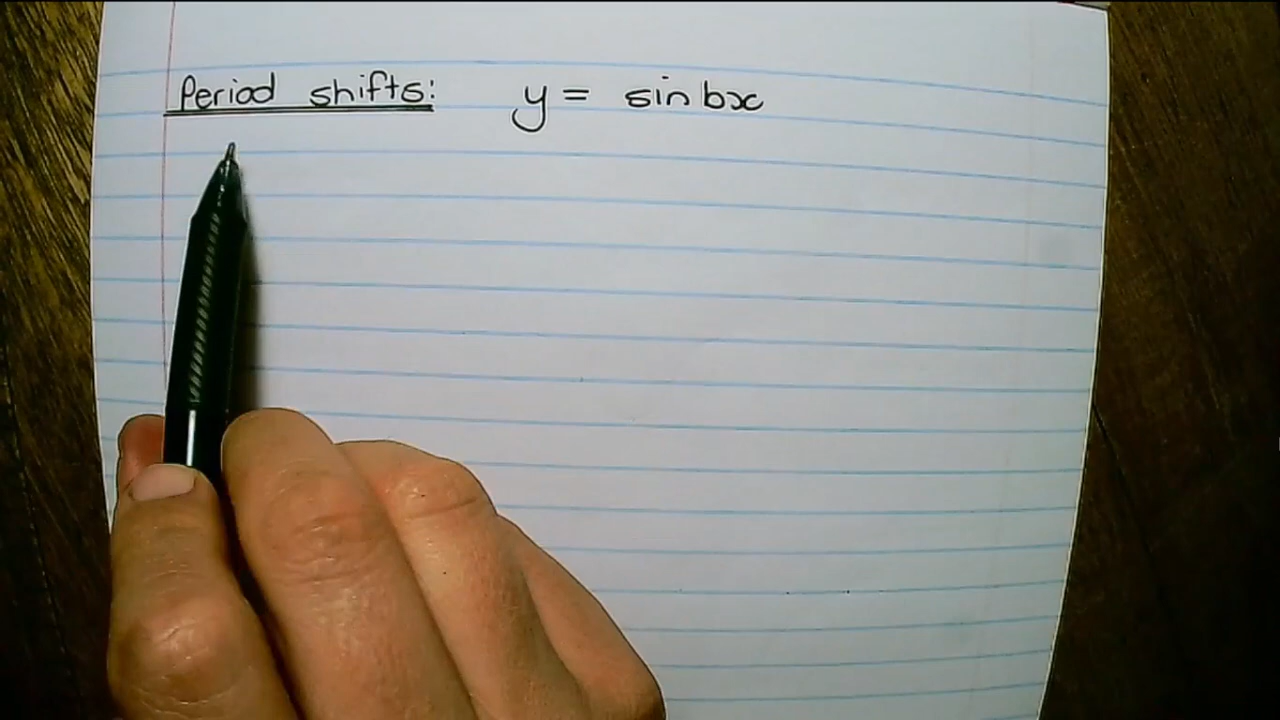 Period shifts: y = sin bx